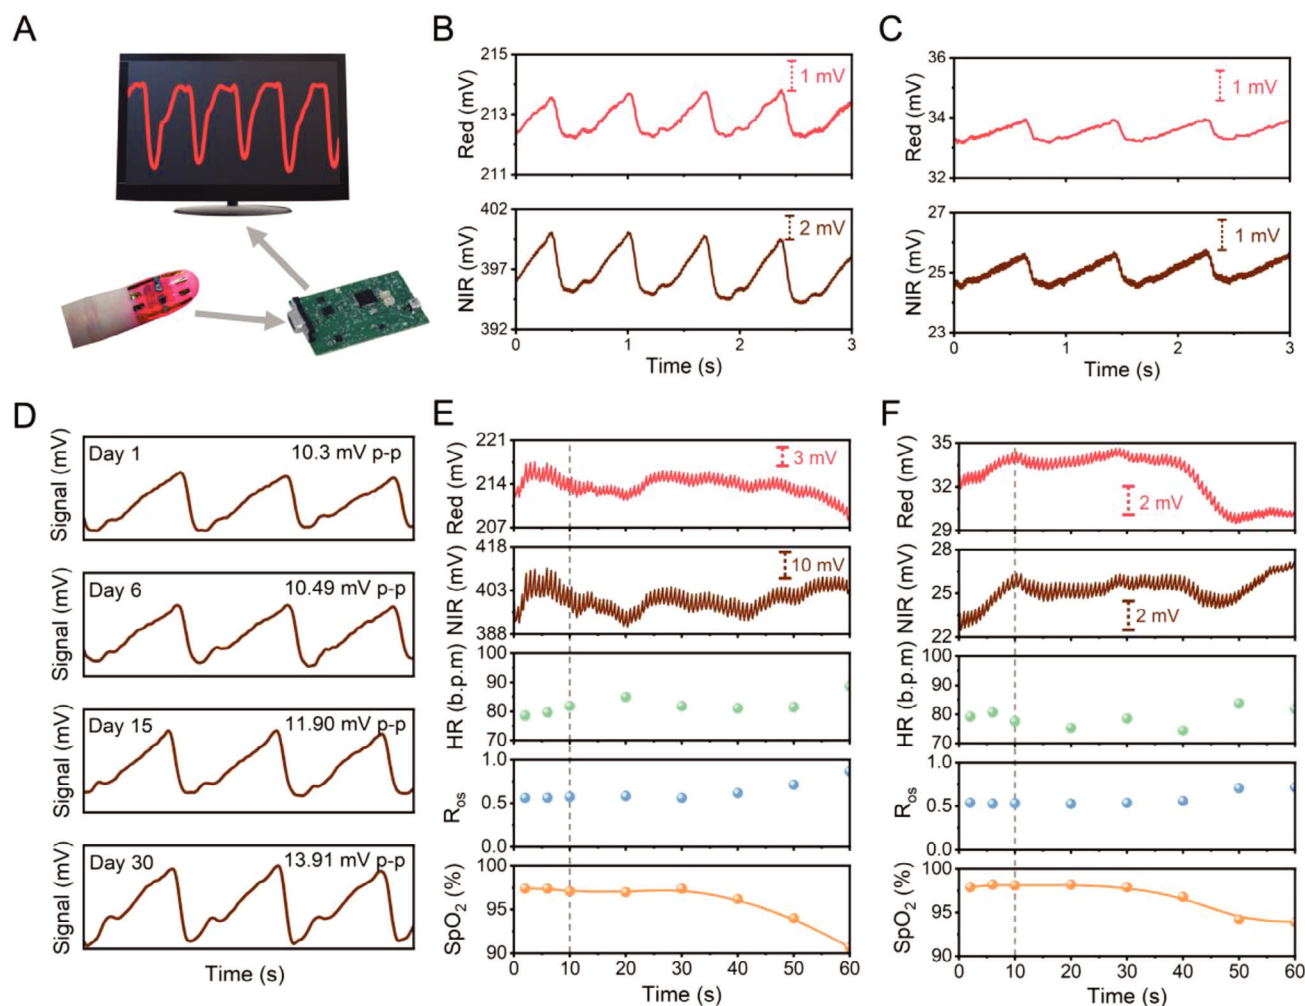 A
B
215
213
211
Red (mV)
1 mV
402
397
392
NIR (mV)
2 mV
0
1
2
3
Time (s)
C
36
34
32
Red (mV)
1 mV
27
25
23
NIR (mV)
1 mV
0
1
2
3
Time (s)
D
Day 1
10.3 mV p-p
Signal (mV)
Day 6
10.49 mV p-p
Signal (mV)
Day 15
11.90 mV p-p
Signal (mV)
Day 30
13.91 mV p-p
Signal (mV)
Time (s)
E
221
214
207
Red (mV)
3 mV
418
403
388
NIR (mV)
10 mV
100
90
80
70
HR (b.p.m)
1.0
0.5
0.0
Ros
100
95
90
SpO2 (%)
0
10
20
30
40
50
60
Time (s)
F
35
32
29
Red (mV)
2 mV
28
25
22
NIR (mV)
2 mV
100
90
80
70
HR (b.p.m)
1.0
0.5
0.0
Ros
100
95
90
SpO2 (%)
0
10
20
30
40
50
60
Time (s)